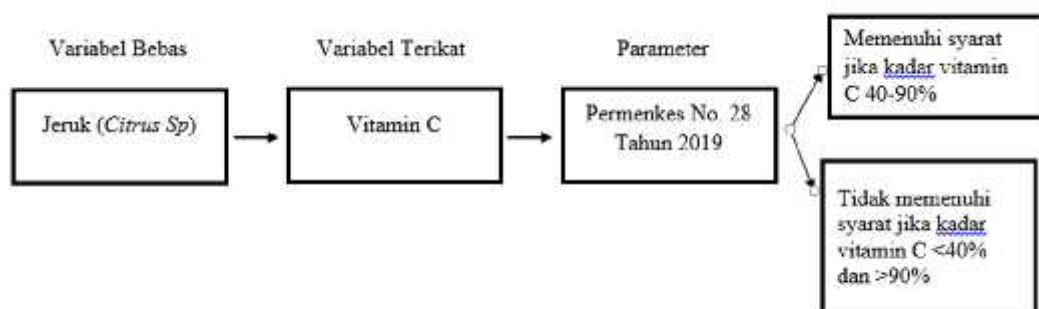 Variabel Bebas
Variabel Terikat
Parameter
Jeruk (Citrus Sp)
Vitamin C
Permenkes No. 28
Tahun 2019
Memenuhi syarat
jika kadar vitamin
C 40-90%
Tidak memenuhi
syarat jika kadar
vitamin C <40%
dan >90%